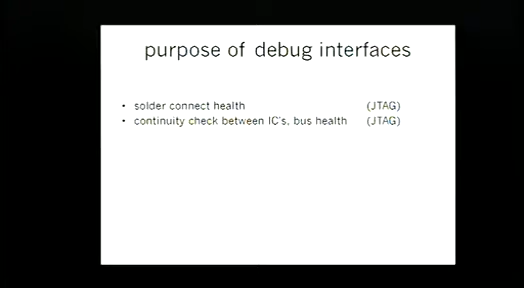 purpose of debug interfaces
• solder connect health (JTAG)
• continuity check between IC's, bus health (JTAG)